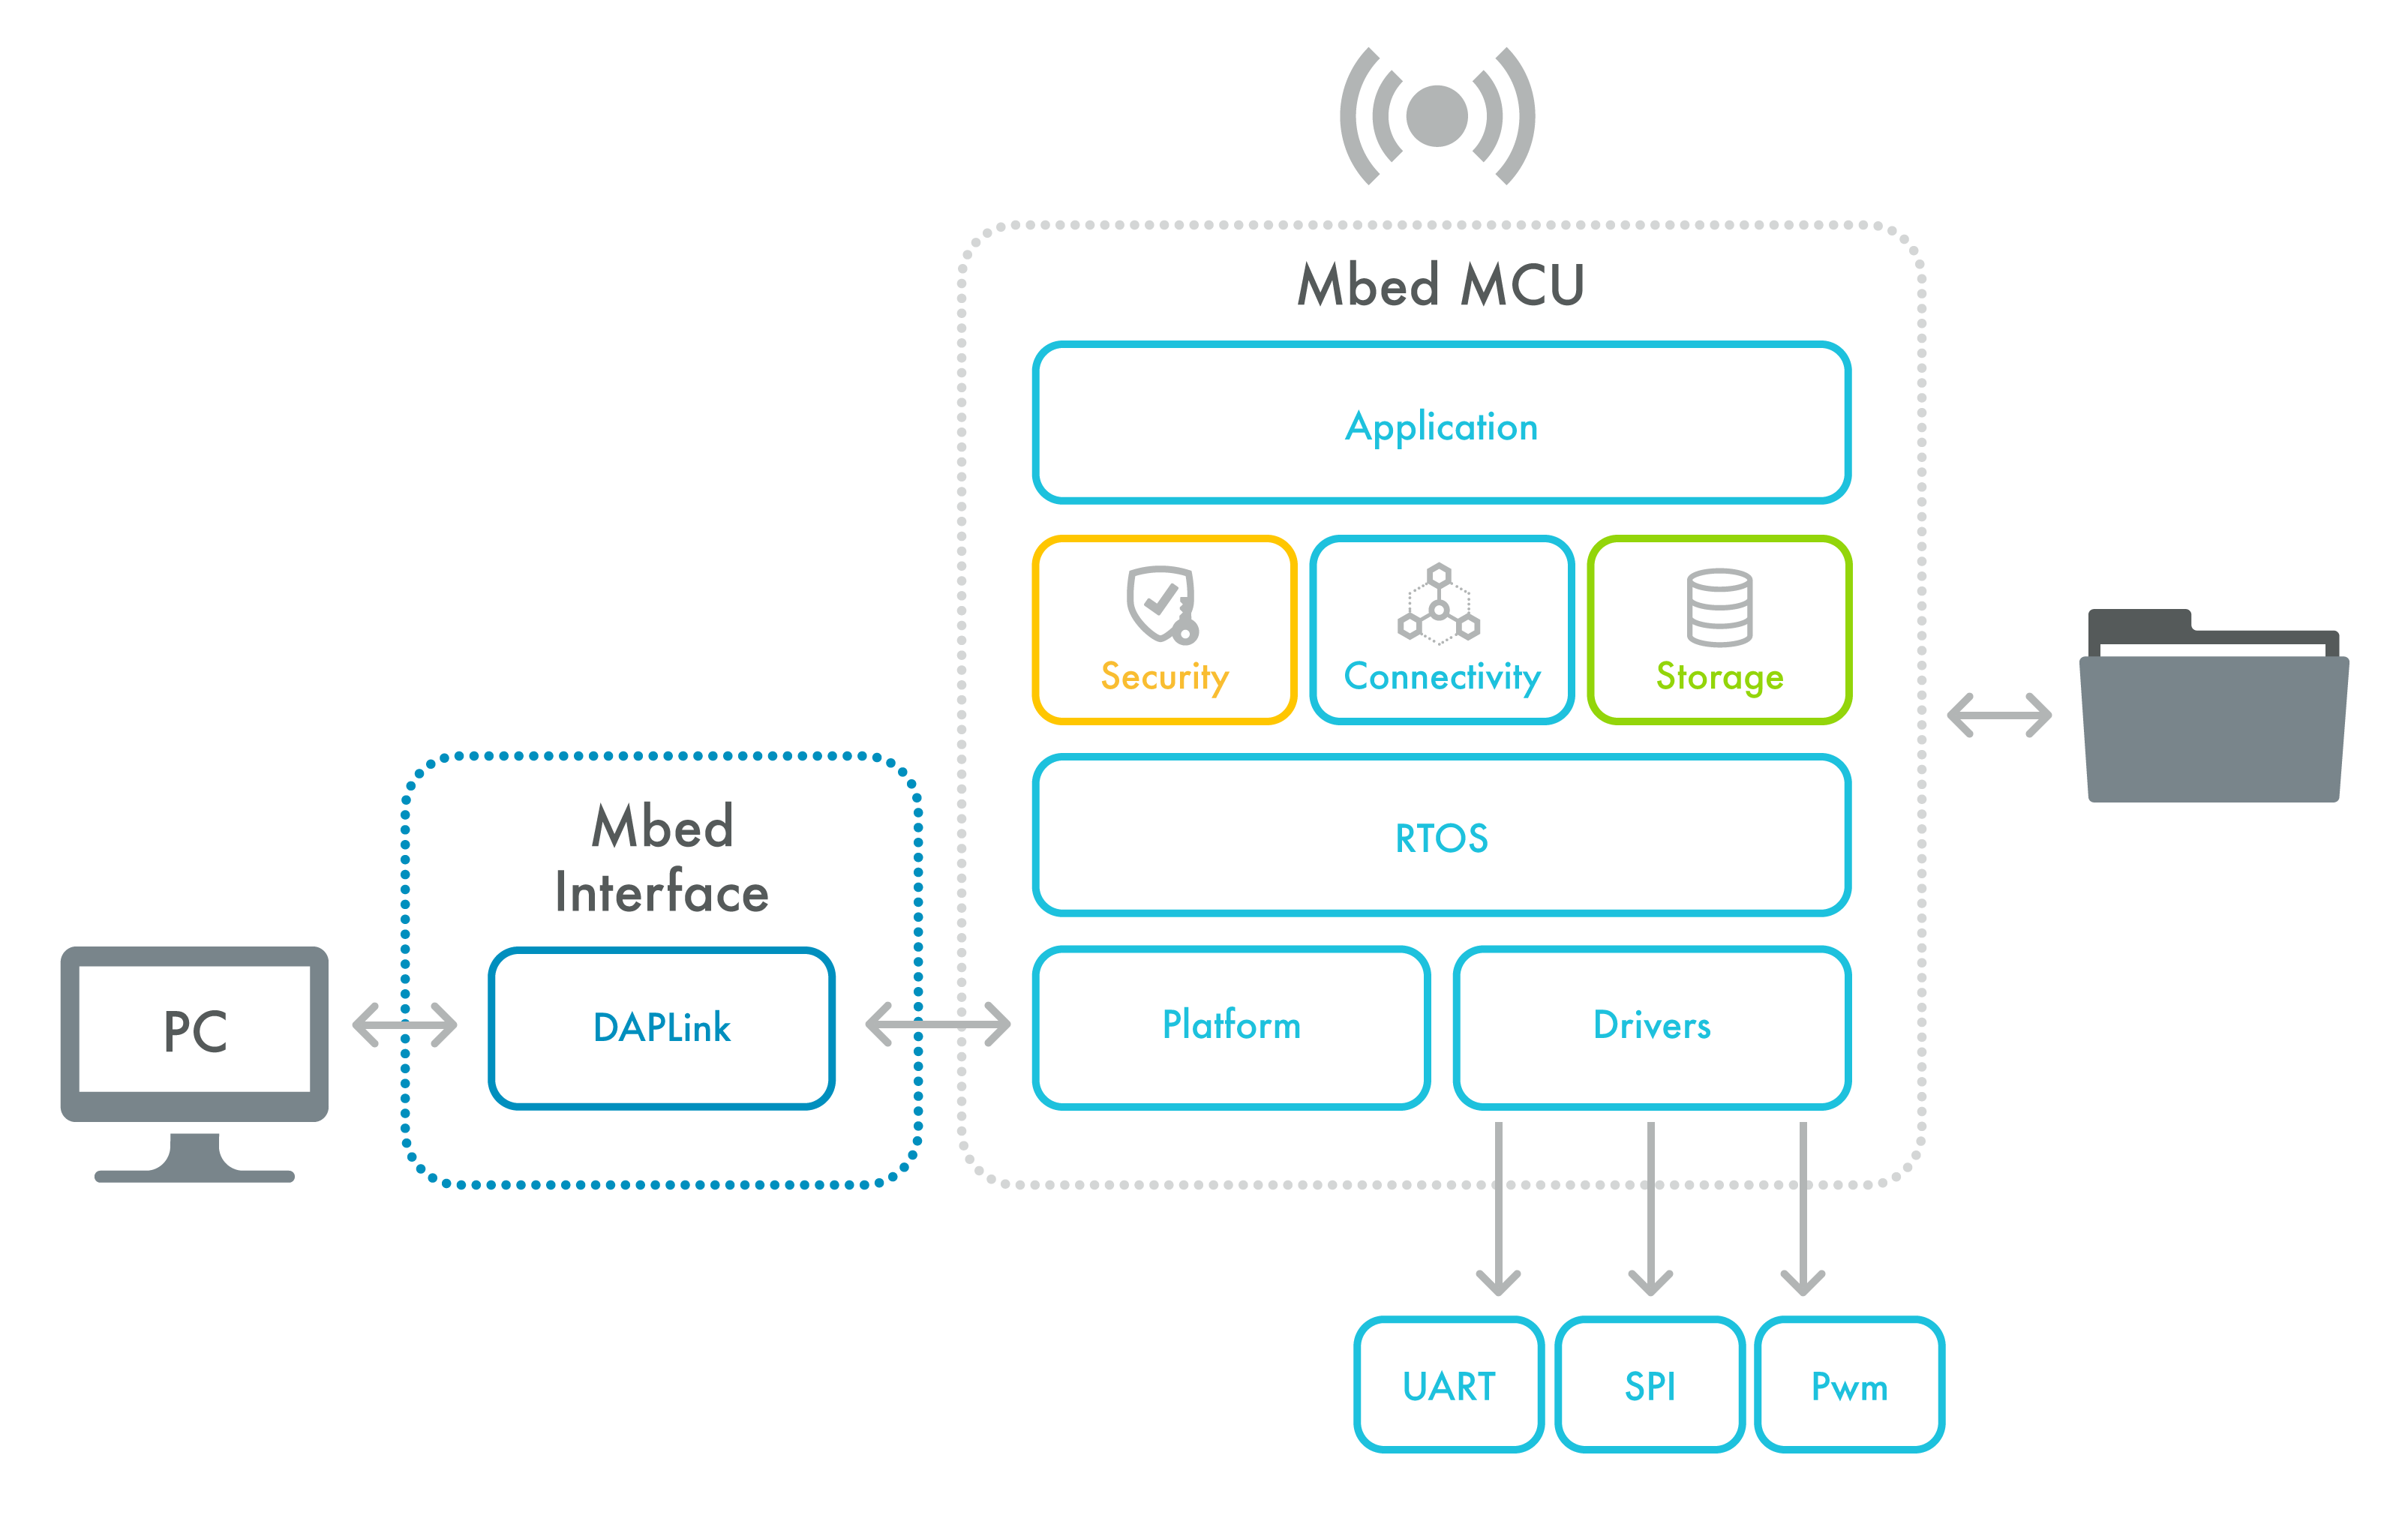 Mbed MCU
Application
Security
Connectivity
Storage
RTOS
Mbed
Interface
PC
DAPLink
Platform
Drivers
UART
SPI
Pwm